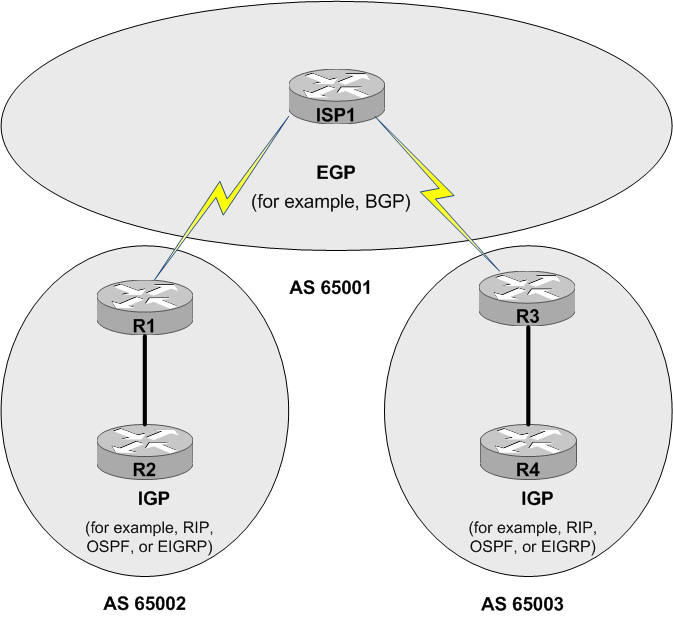 ISP1
EGP
(for example, BGP)
AS 65001
R1
R3
R2
R4
IGP
(for example, RIP,
OSPF, or EIGRP)
IGP
(for example, RIP,
OSPF, or EIGRP)
AS 65002
AS 65003